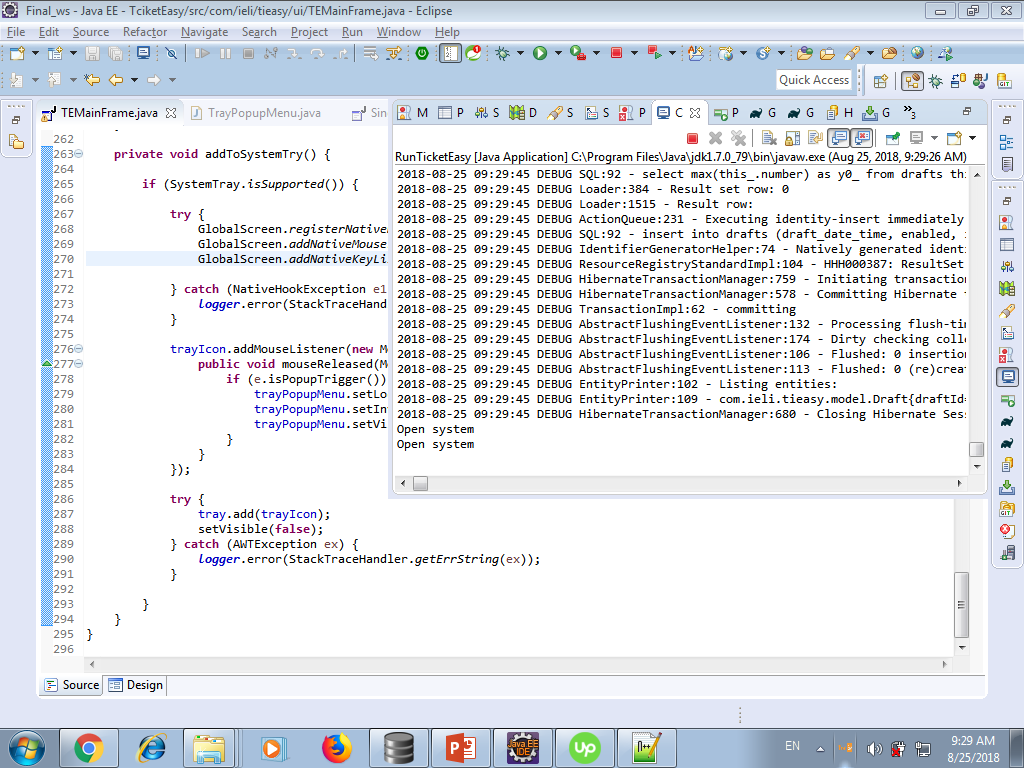 Final_ws - Java EE - TciketEasy/src/com/ieli/tieasy/ui/TEMainFrame.java - Eclipse
File Edit Source Refactor Navigate Search Project Run Window Help
Quick Access
TEMainFrame.java TrayPopupMenu.java Sin
M P S D S S P C P G G H G 3
RunTicketEasy [Java Application] C:\Program Files\Java\jdk1.7.0_79\bin\javaw.exe (Aug 25, 2018, 9:29:26 AM)
2018-08-25 09:29:45 DEBUG SQL:92 - select max(this_.number) as y0_ from drafts thi
2018-08-25 09:29:45 DEBUG Loader:384 - Result set row: 0
2018-08-25 09:29:45 DEBUG Loader:1515 - Result row:
2018-08-25 09:29:45 DEBUG ActionQueue:231 - Executing identity-insert immediately
2018-08-25 09:29:45 DEBUG SQL:92 - insert into drafts (draft_date_time, enabled,
2018-08-25 09:29:45 DEBUG IdentifierGeneratorHelper:74 - Natively generated identi
2018-08-25 09:29:45 DEBUG ResourceRegistryStandardImpl:104 - HHH000387: ResultSet
2018-08-25 09:29:45 DEBUG HibernateTransactionManager:759 - Initiating transaction
2018-08-25 09:29:45 DEBUG HibernateTransactionManager:578 - Committing Hibernate
2018-08-25 09:29:45 DEBUG TransactionImpl:62 - committing
2018-08-25 09:29:45 DEBUG AbstractFlushingEventListener:132 - Processing flush-tim
2018-08-25 09:29:45 DEBUG AbstractFlushingEventListener:174 - Dirty checking colle
2018-08-25 09:29:45 DEBUG AbstractFlushingEventListener:106 - Flushed: 0 insertion
2018-08-25 09:29:45 DEBUG AbstractFlushingEventListener:113 - Flushed: 0 (re)creat
2018-08-25 09:29:45 DEBUG EntityPrinter:102 - Listing entities:
2018-08-25 09:29:45 DEBUG EntityPrinter:109 - com.ieli.tieasy.model.Draft{draftId=
2018-08-25 09:29:45 DEBUG HibernateTransactionManager:680 - Closing Hibernate Sess
Open system
Open system
262 }
263 private void addToSystemTry() {
264
265 if (SystemTray.isSupported()) {
266
267 try {
268 GlobalScreen.registerNative
269 GlobalScreen.addNativeMouse
270 GlobalScreen.addNativeKeyLi
271
272 } catch (NativeHookException e1
273 logger.error(StackTraceHand
274 }
275
276 trayIcon.addMouseListener(new M
277 public void mouseReleased(M
278 if (e.isPopupTrigger())
279 trayPopupMenu.setLo
280 trayPopupMenu.setIn
281 trayPopupMenu.setVi
282 }
283 }
284 });
285
286 try {
287 tray.add(trayIcon);
288 setVisible(false);
289 } catch (AWTException ex) {
290 logger.error(StackTraceHandler.getErrString(ex));
291 }
292
293 }
294 }
295 }
296
Source Design
EN
9:29 AM
8/25/2018